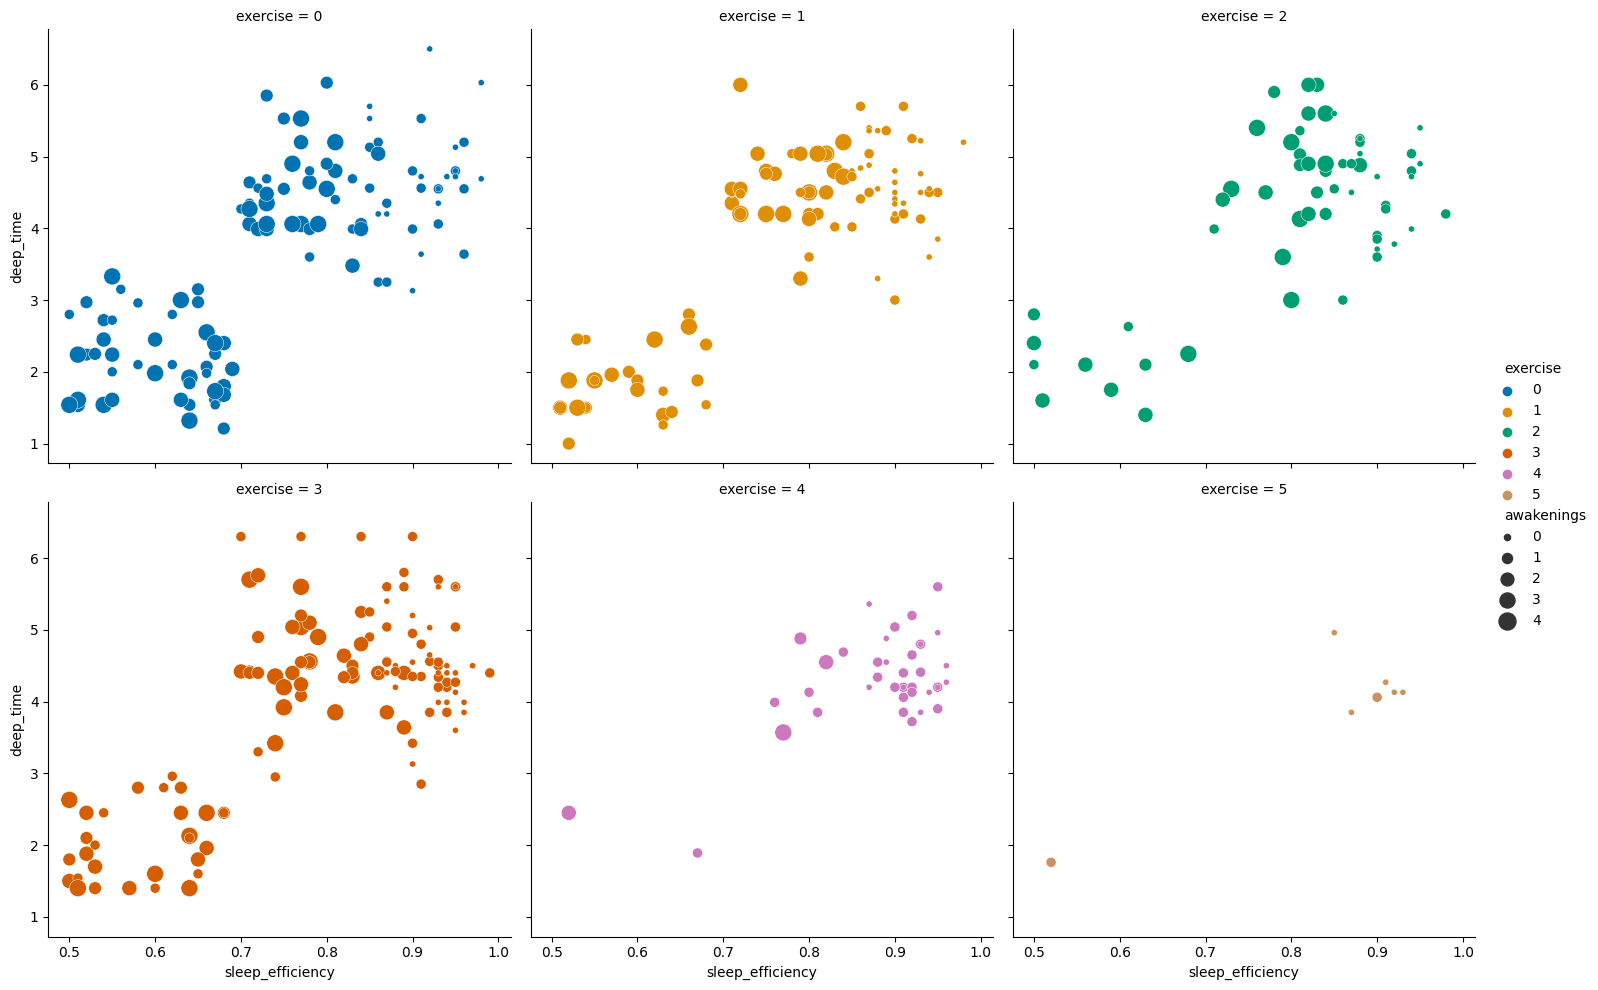 exercise = 0
exercise = 1
exercise = 2
6
5
4
3
2
1
deep_time
exercise = 3
exercise = 4
exercise = 5
6
5
4
3
2
1
deep_time
0.5 0.6 0.7 0.8 0.9 1.0
sleep_efficiency
0.5 0.6 0.7 0.8 0.9 1.0
sleep_efficiency
0.5 0.6 0.7 0.8 0.9 1.0
sleep_efficiency
exercise
0
1
2
3
4
5
awakenings
0
1
2
3
4